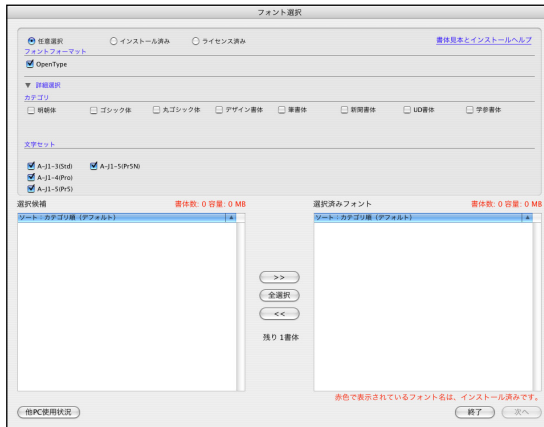 フォント選択
任意選択 インストール済み ライセンス済み 書体見本とインストールヘルプ
フォントフォーマット
OpenType
▼ 詳細選択
カテゴリ
明朝体 ゴシック体 丸ゴシック体 デザイン書体 筆書体 新聞書体 UD書体 学参書体
文字セット
A-J1-3(Std) A-J1-5(Pr5N)
A-J1-4(Pro)
A-J1-5(Pr5)
選択候補 書体数: 0 容量: 0 MB 選択済みフォント 書体数: 0 容量: 0 MB
ソート：カテゴリ順（デフォルト） ソート：カテゴリ順（デフォルト）
>>
全選択
<<
残り 1書体
赤色で表示されているフォント名は、インストール済みです。
他PC使用状況 終了 次へ